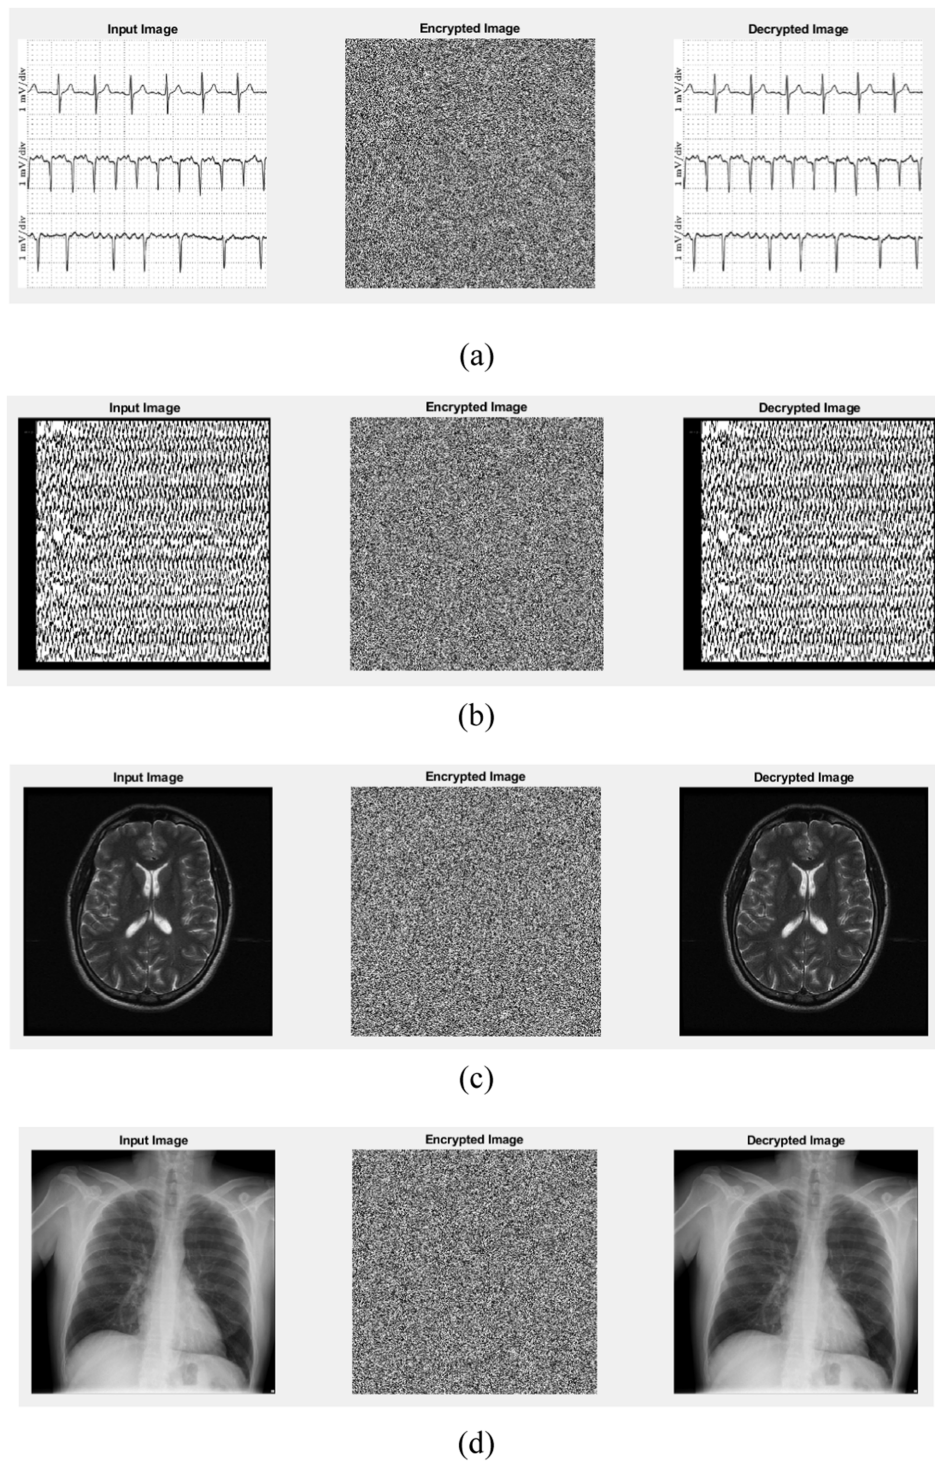 Input Image
Encrypted Image
Decrypted Image
1 mV/div
1 mV/div
1 mV/div
1 mV/div
1 mV/div
1 mV/div
(a)
Input Image
Encrypted Image
Decrypted Image
(b)
Input Image
Encrypted Image
Decrypted Image
(c)
Input Image
Encrypted Image
Decrypted Image
(d)